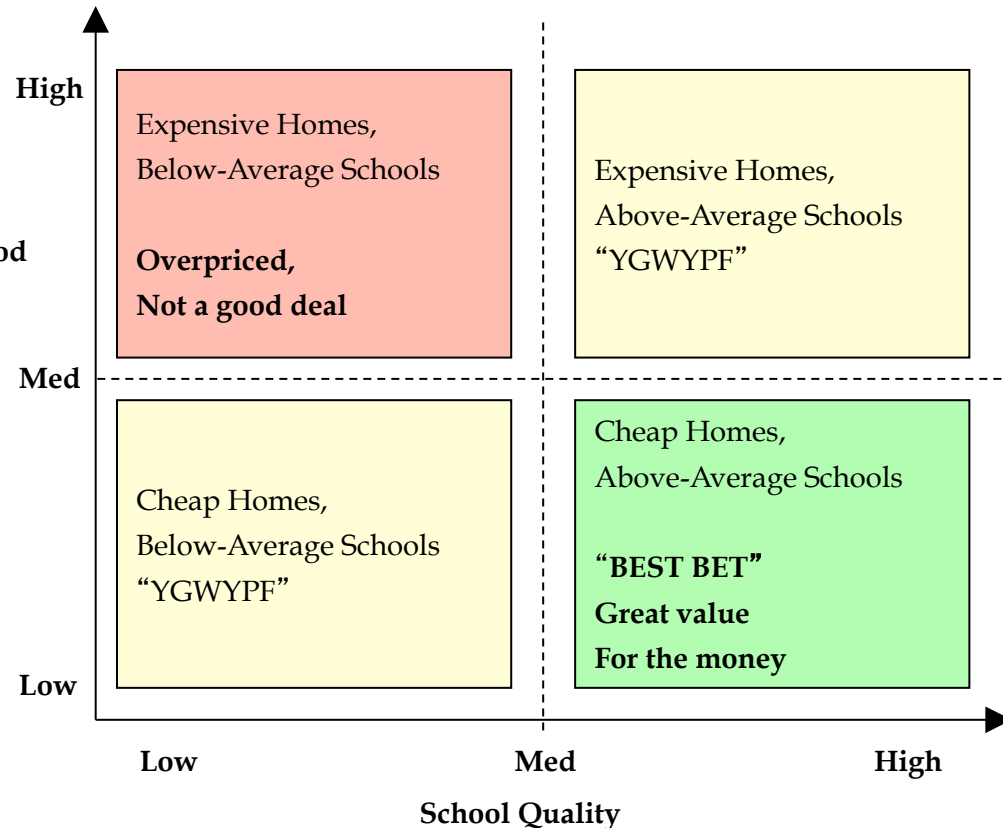 High
Expensive Homes,
Below-Average Schools
Overpriced,
Not a good deal
Expensive Homes,
Above-Average Schools
“YGWYPF”
od
Med
Cheap Homes,
Below-Average Schools
“YGWYPF”
Cheap Homes,
Above-Average Schools
“BEST BET”
Great value
For the money
Low
Low Med High
School Quality